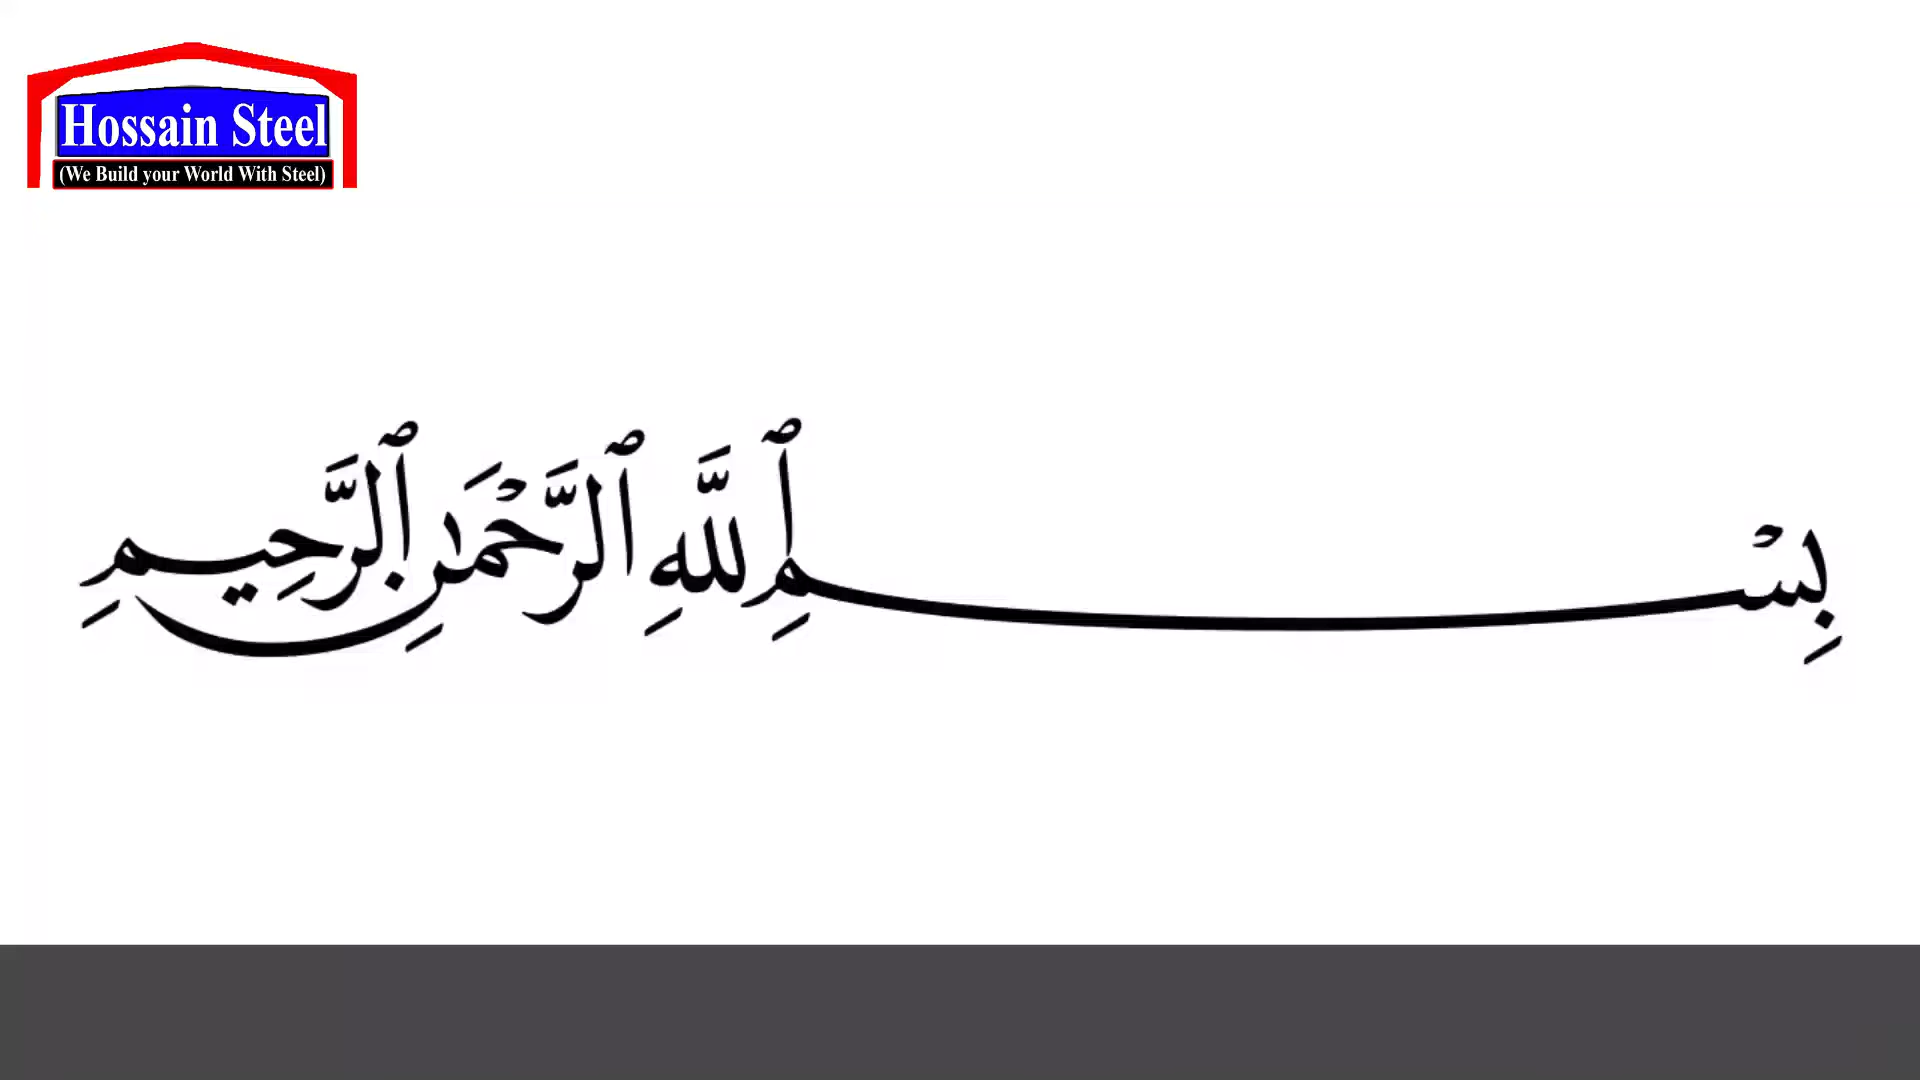 Hossain Steel
(We Build your World With Steel)
بِسْمِ ٱللَّهِ ٱلرَّحْمَٰنِ ٱلرَّحِيمِ